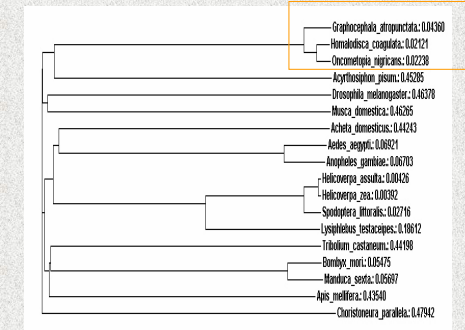 Graphocephala_atropunctata.: 0.04360
Homalodisca_coagulata.: 0.02121
Oncometopia_nigricans.: 0.02238
Acyrthosiphon_pisum.: 0.45285
Drosophila_melanogaster.: 0.46378
Musca_domestica.: 0.46265
Acheta_domesticus.: 0.44243
Aedes_aegypti.: 0.06921
Anopheles_gambiae.: 0.06703
Helicoverpa_assulta.: 0.00426
Helicoverpa_zea.: 0.00392
Spodoptera_littoralis.: 0.02716
Lysiphlebus_testaceipes.: 0.18612
Tribolium_castaneum.: 0.44198
Bombyx_mori.: 0.05475
Manduca_sexta.: 0.05697
Apis_mellifera.: 0.43540
Choristoneura_parallela.: 0.47942